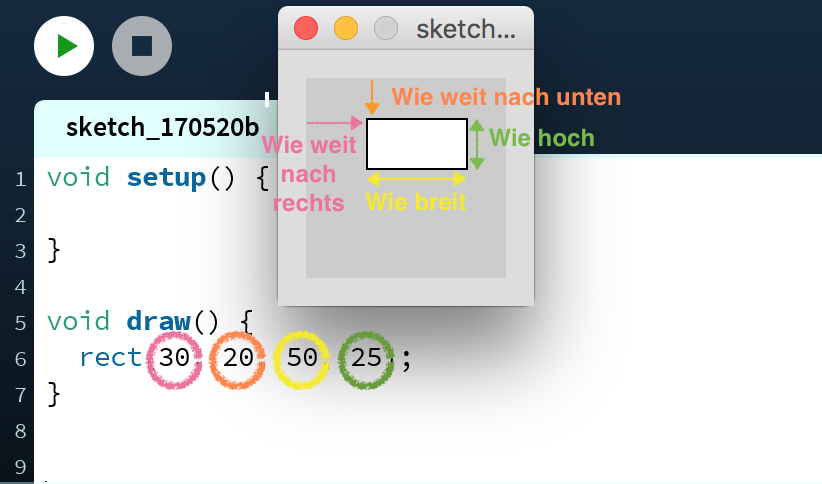 sketch...
Wie weit nach unten
sketch_170520b
Wie hoch
Wie weit
nach
rechts
Wie breit
1 void setup() {
2
3 }
4
5 void draw() {
6 rect 30 20 50 25 ;
7 }
8
9